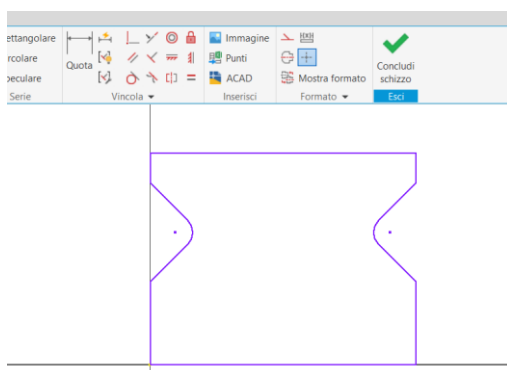 ettangolare Immagine
Quota Punti Concludi schizzo
rcolare
peculare ACAD Mostra formato
Serie Vincola Inserisci Formato Esci